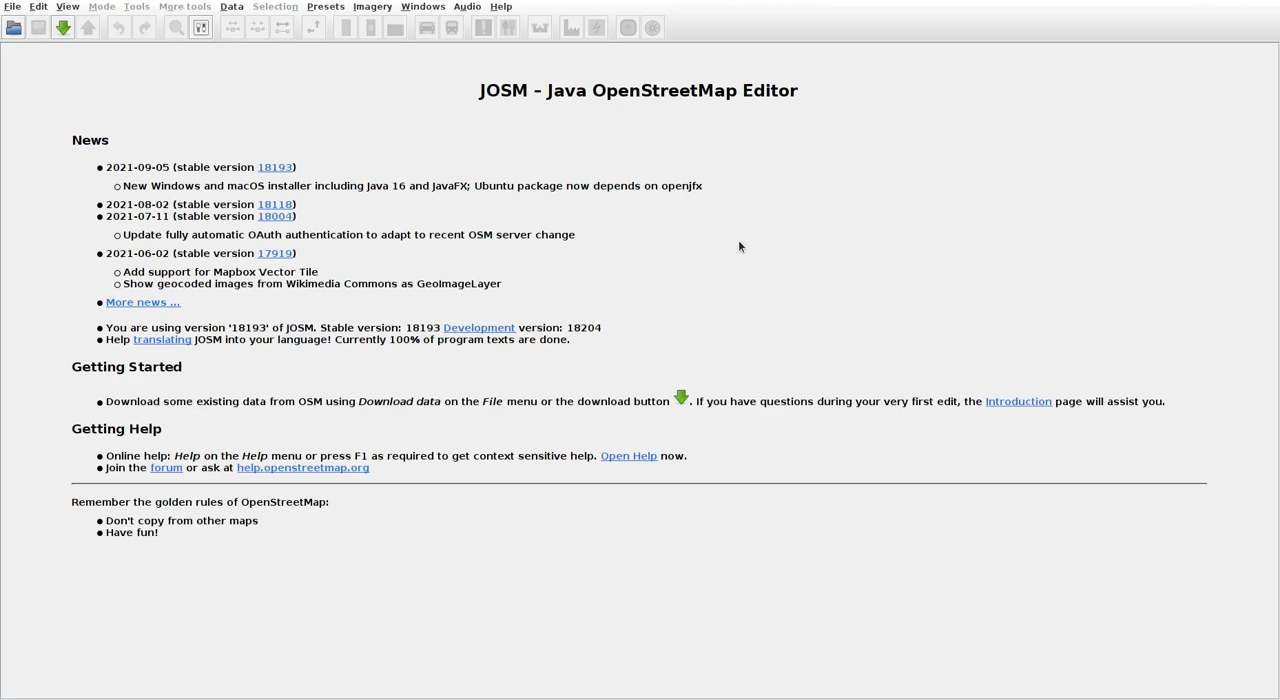 File Edit View Mode Tools More tools Data Selection Presets Imagery Windows Audio Help
JOSM – Java OpenStreetMap Editor
News
2021-09-05 (stable version 18193)
New Windows and macOS installer including Java 16 and JavaFX; Ubuntu package now depends on openjfx
2021-08-02 (stable version 18118)
2021-07-11 (stable version 18004)
Update fully automatic OAuth authentication to adapt to recent OSM server change
2021-06-02 (stable version 17919)
Add support for Mapbox Vector Tile
Show geocoded images from Wikimedia Commons as GeoImageLayer
More news ...
You are using version '18193' of JOSM. Stable version: 18193 Development version: 18204
Help translating JOSM into your language! Currently 100% of program texts are done.
Getting Started
Download some existing data from OSM using Download data on the File menu or the download button . If you have questions during your very first edit, the Introduction page will assist you.
Getting Help
Online help: Help on the Help menu or press F1 as required to get context sensitive help. Open Help now.
Join the forum or ask at help.openstreetmap.org
Remember the golden rules of OpenStreetMap:
Don't copy from other maps
Have fun!